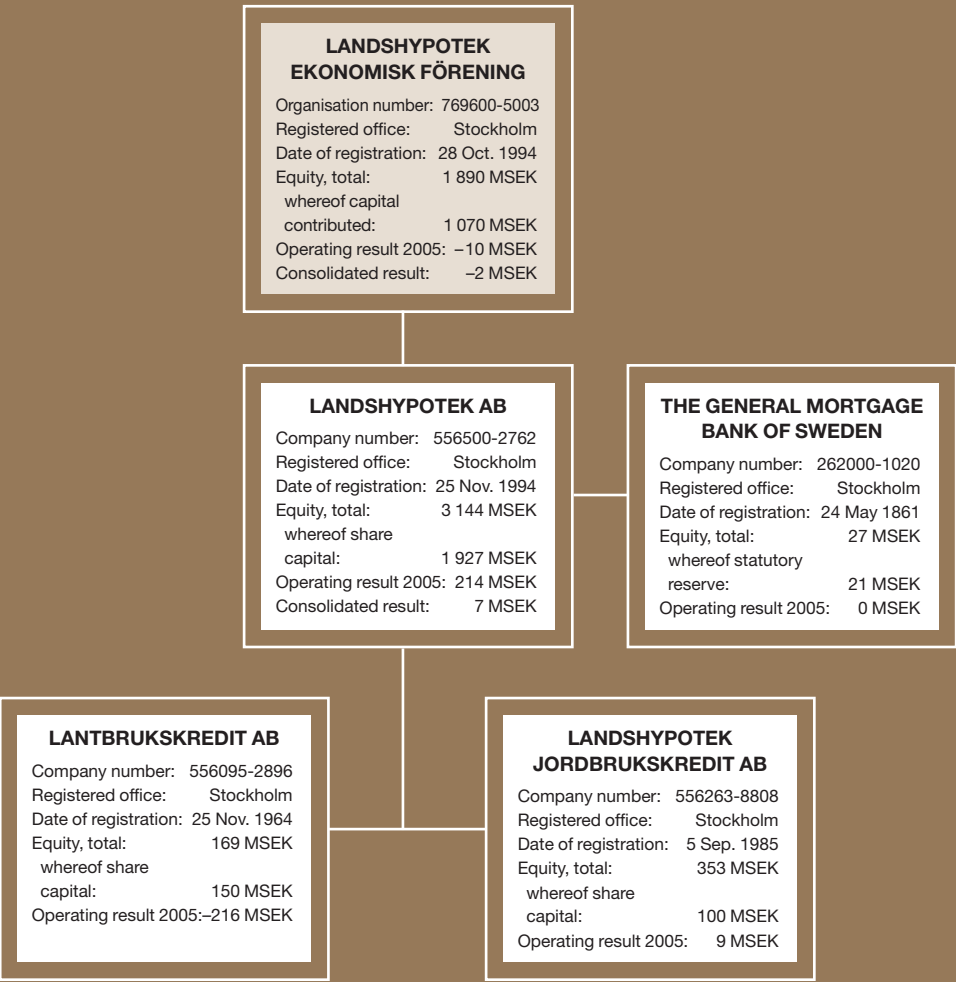 LANDSHYPOTEK
EKONOMISK FÖRENING
Organisation number: 769600-5003
Registered office: Stockholm
Date of registration: 28 Oct. 1994
Equity, total: 1 890 MSEK
whereof capital
contributed: 1 070 MSEK
Operating result 2005: –10 MSEK
Consolidated result: –2 MSEK
LANDSHYPOTEK AB
Company number: 556500-2762
Registered office: Stockholm
Date of registration: 25 Nov. 1994
Equity, total: 3 144 MSEK
whereof share
capital: 1 927 MSEK
Operating result 2005: 214 MSEK
Consolidated result: 7 MSEK
THE GENERAL MORTGAGE
BANK OF SWEDEN
Company number: 262000-1020
Registered office: Stockholm
Date of registration: 24 May 1861
Equity, total: 27 MSEK
whereof statutory
reserve: 21 MSEK
Operating result 2005: 0 MSEK
LANTBRUKSKREDIT AB
Company number: 556095-2896
Registered office: Stockholm
Date of registration: 25 Nov. 1964
Equity, total: 169 MSEK
whereof share
capital: 150 MSEK
Operating result 2005:–216 MSEK
LANDSHYPOTEK
JORDBRUKSKREDIT AB
Company number: 556263-8808
Registered office: Stockholm
Date of registration: 5 Sep. 1985
Equity, total: 353 MSEK
whereof share
capital: 100 MSEK
Operating result 2005: 9 MSEK